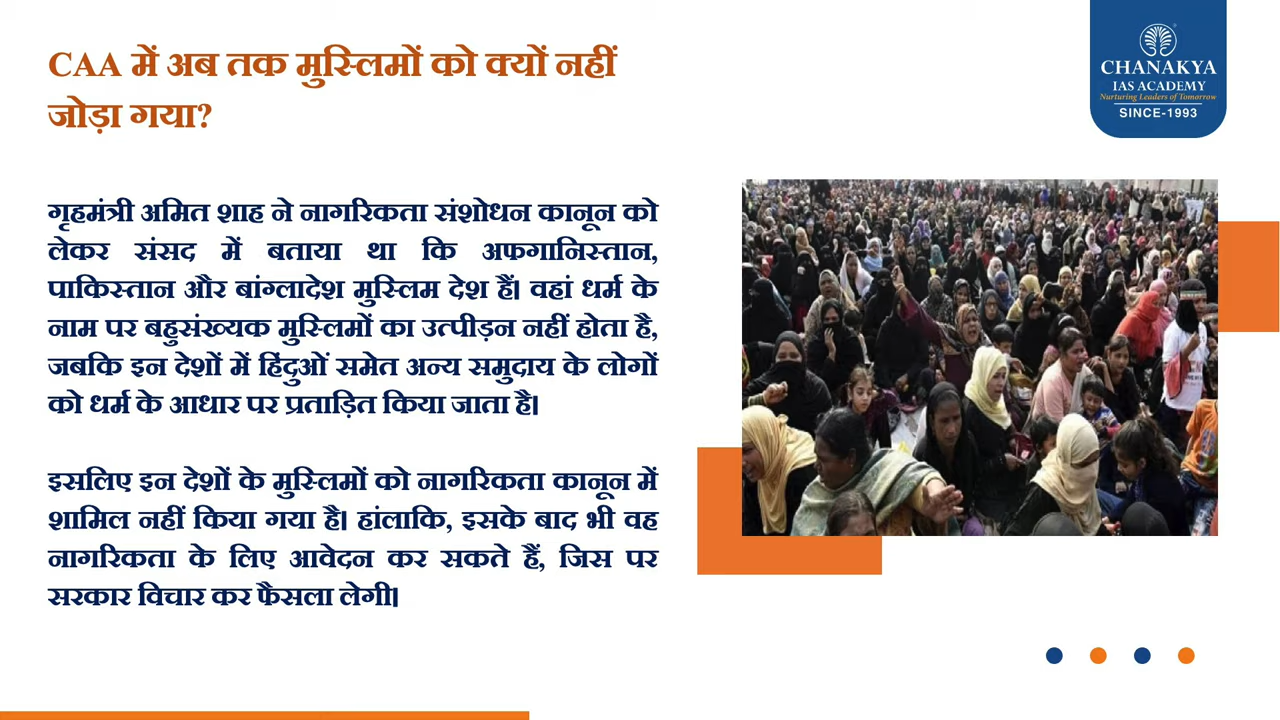 CAA में अब तक मुस्लिमों को क्यों नहीं
जोड़ा गया?
CHANAKYA
IAS ACADEMY
Nurturing Leaders of Tomorrow
SINCE-1993
गृहमंत्री अमित शाह ने नागरिकता संशोधन कानून को
लेकर संसद में बताया था कि अफगानिस्तान,
पाकिस्तान और बांग्लादेश मुस्लिम देश हैं। वहां धर्म के
नाम पर बहुसंख्यक मुस्लिमों का उत्पीड़न नहीं होता है,
जबकि इन देशों में हिंदुओं समेत अन्य समुदाय के लोगों
को धर्म के आधार पर प्रताड़ित किया जाता है।
इसलिए इन देशों के मुस्लिमों को नागरिकता कानून में
शामिल नहीं किया गया है। हांलाकि, इसके बाद भी वह
नागरिकता के लिए आवेदन कर सकते हैं, जिस पर
सरकार विचार कर फैसला लेगी।